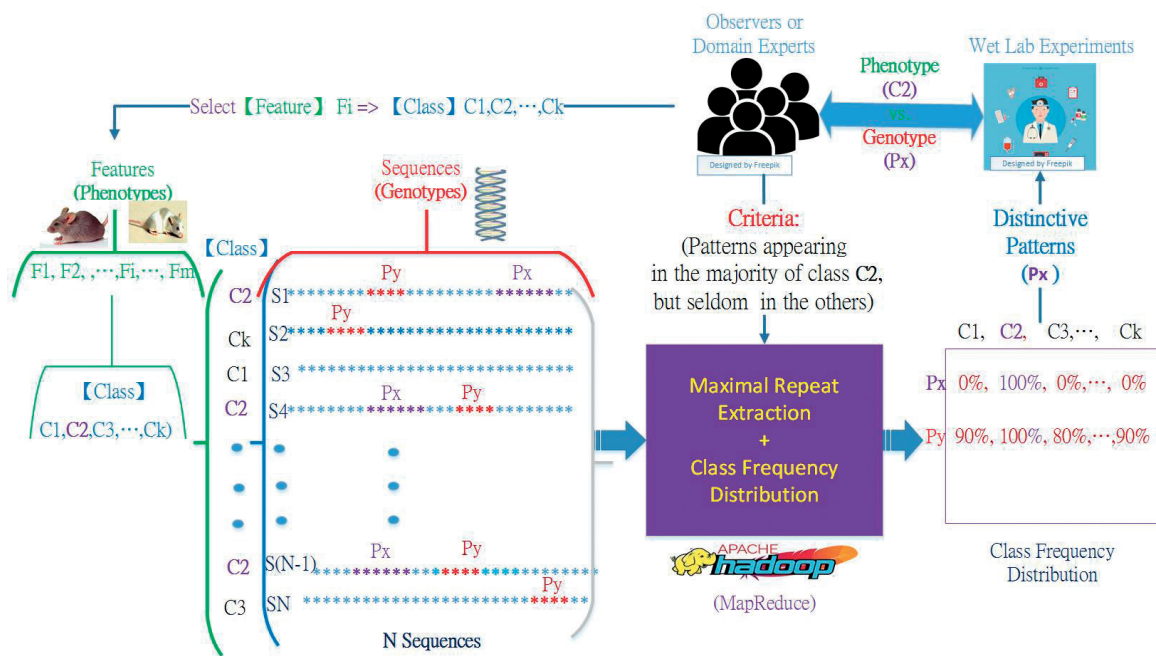 Observers or
Domain Experts
Wet Lab Experiments
Phenotype
(C2)
vs.
Genotype
(Px)
Designed by Freepik
Designed by Freepik
Select【Feature】 Fi => 【Class】 C1,C2,⋯,Ck
Features
(Phenotypes)
Sequences
(Genotypes)
Criteria:
(Patterns appearing
in the majority of class C2,
but seldom in the others)
Distinctive
Patterns
(Px )
【Class】
F1, F2, ,⋯,Fi,⋯, Fm
Py Px
C2 S1 ******************************
Py
Ck S2 ******************************
C1 S3 ******************************
Px Py
C2 S4 ******************************
【Class】
C1,C2,C3,⋯,Ck)
Px Py
C2 S(N-1) ******************************
Py
C3 SN ******************************
N Sequences
Maximal Repeat
Extraction
+
Class Frequency
Distribution
APACHE
hadoop
(MapReduce)
C1, C2, C3,⋯, Ck
Px 0%, 100%, 0%,⋯, 0%
Py 90%, 100%, 80%,⋯,90%
Class Frequency
Distribution